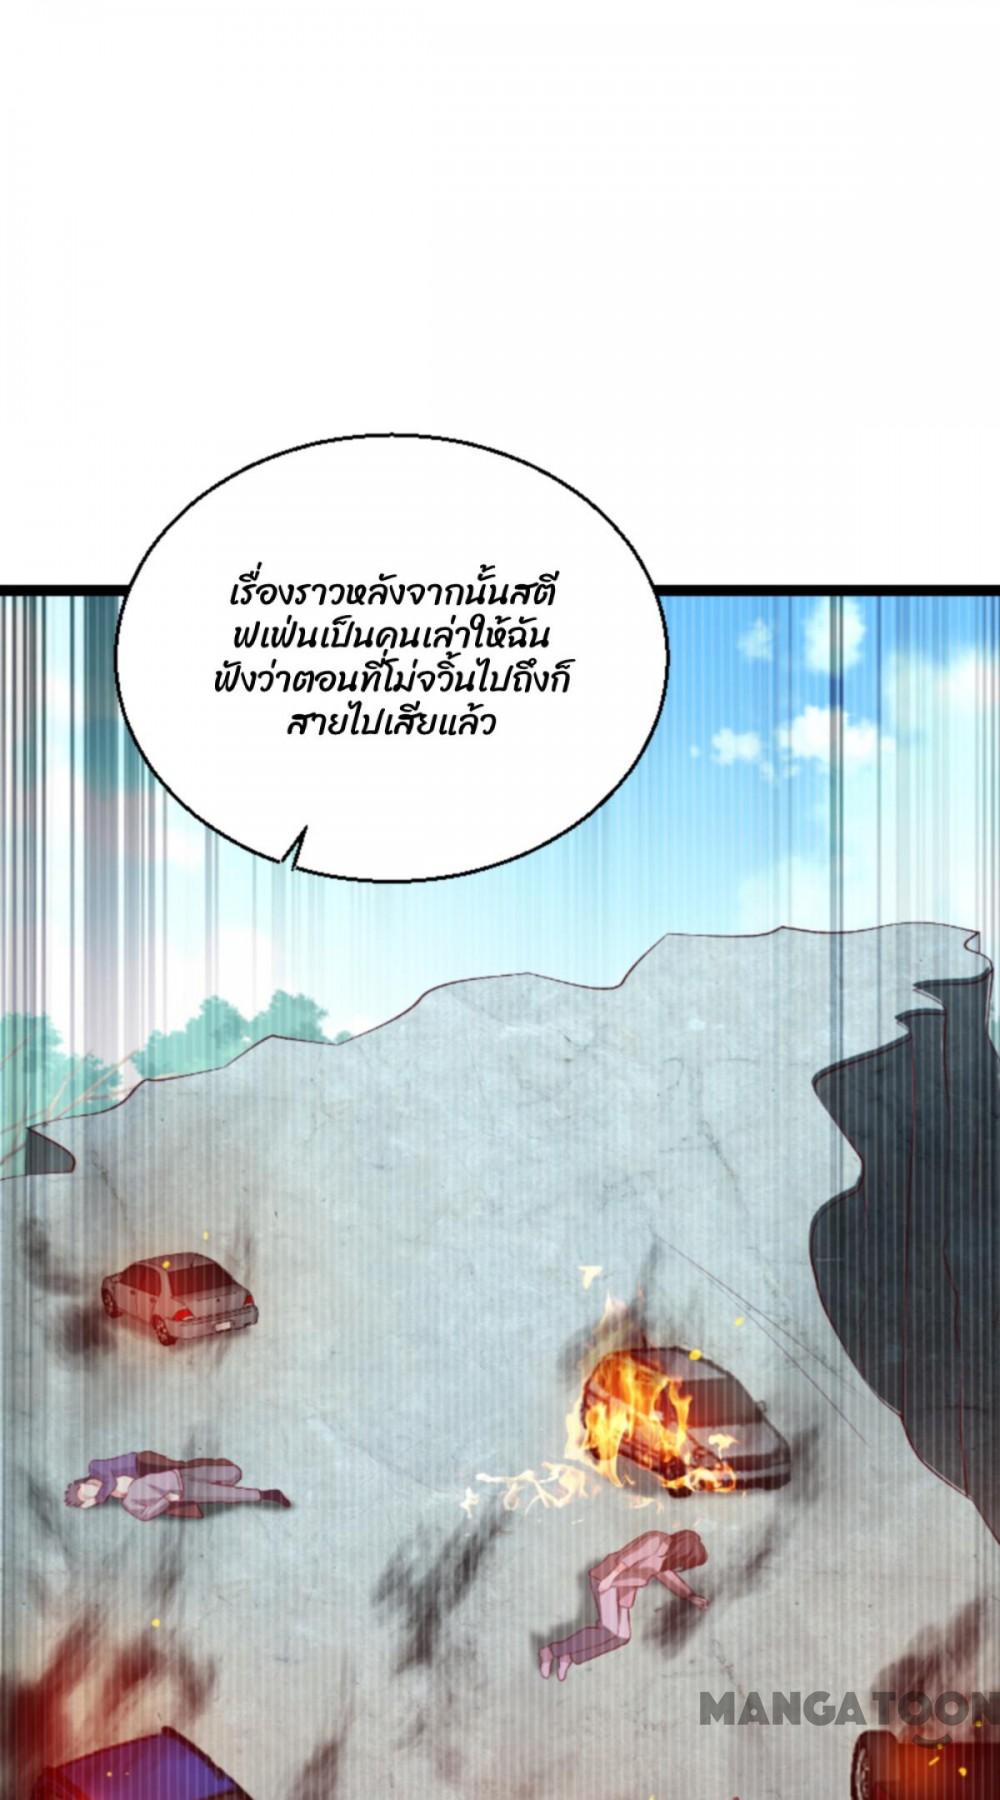 เรื่องราวหลังจากนั้นสตี
ฟเฟ่นเป็นคนเล่าให้ฉัน
ฟังว่าตอนที่โม่จวิ้นไปถึงก็
สายไปเสียแล้ว
MANGATOON